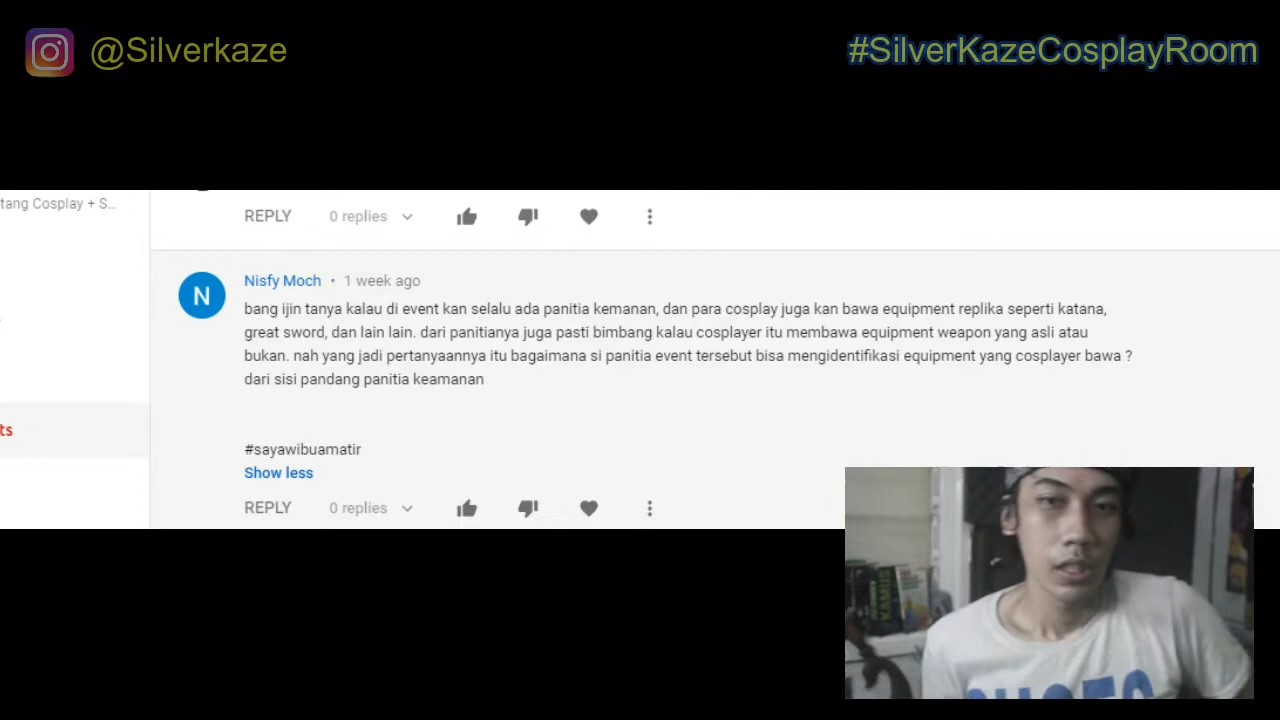 @Silverkaze
#SilverKazeCosplayRoom
tang Cosplay + S...
REPLY 0 replies
Nisfy Moch • 1 week ago
bang ijin tanya kalau di event kan selalu ada panitia kemanan, dan para cosplay juga kan bawa equipment replika seperti katana,
great sword, dan lain lain. dari panitianya juga pasti bimbang kalau cosplayer itu membawa equipment weapon yang asli atau
bukan. nah yang jadi pertanyaannya itu bagaimana si panitia event tersebut bisa mengidentifikasi equipment yang cosplayer bawa ?
dari sisi pandang panitia keamanan
ts
#sayawibuamatir
Show less
REPLY 0 replies
KAMUS